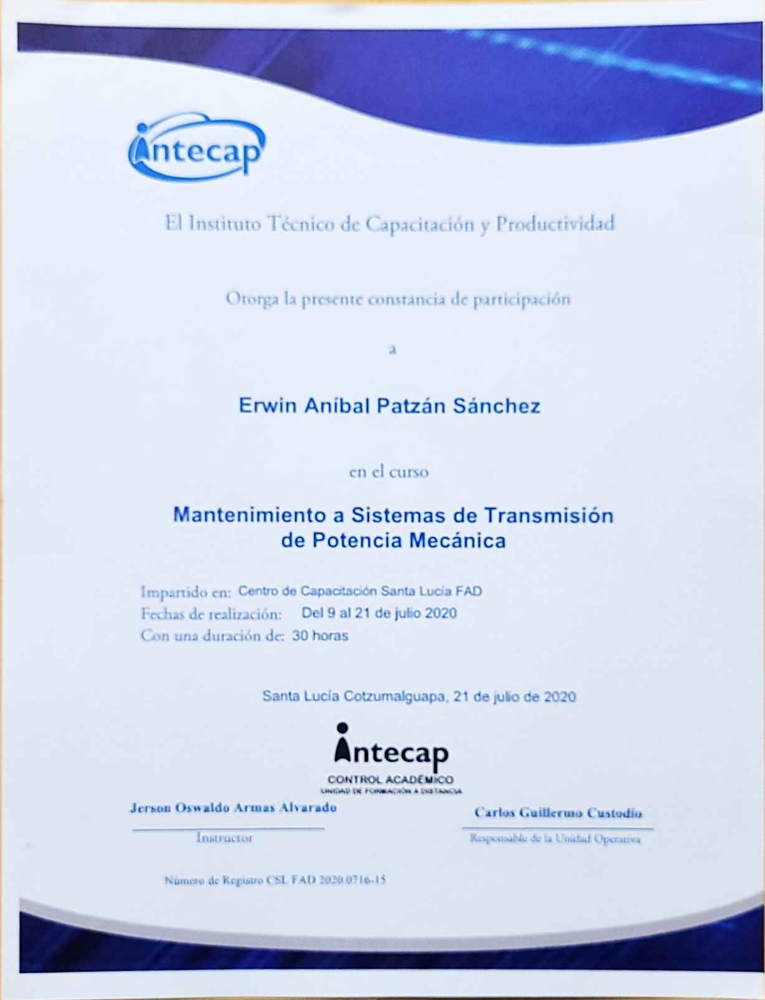 intecap
El Instituto Técnico de Capacitación y Productividad
Otorga la presente constancia de participación
a
Erwin Aníbal Patzán Sánchez
en el curso
Mantenimiento a Sistemas de Transmisión
de Potencia Mecánica
Impartido en: Centro de Capacitación Santa Lucía FAD
Fechas de realización: Del 9 al 21 de julio 2020
Con una duración de: 30 horas
Santa Lucía Cotzumalguapa, 21 de julio de 2020
intecap
CONTROL ACADÉMICO
UNIDAD DE FORMACIÓN A DISTANCIA
Jerson Oswaldo Armas Alvarado
Instructor
Carlos Guillermo Custodio
Responsable de la Unidad Operativa
Número de Registro CSL FAD 2020.0716-15